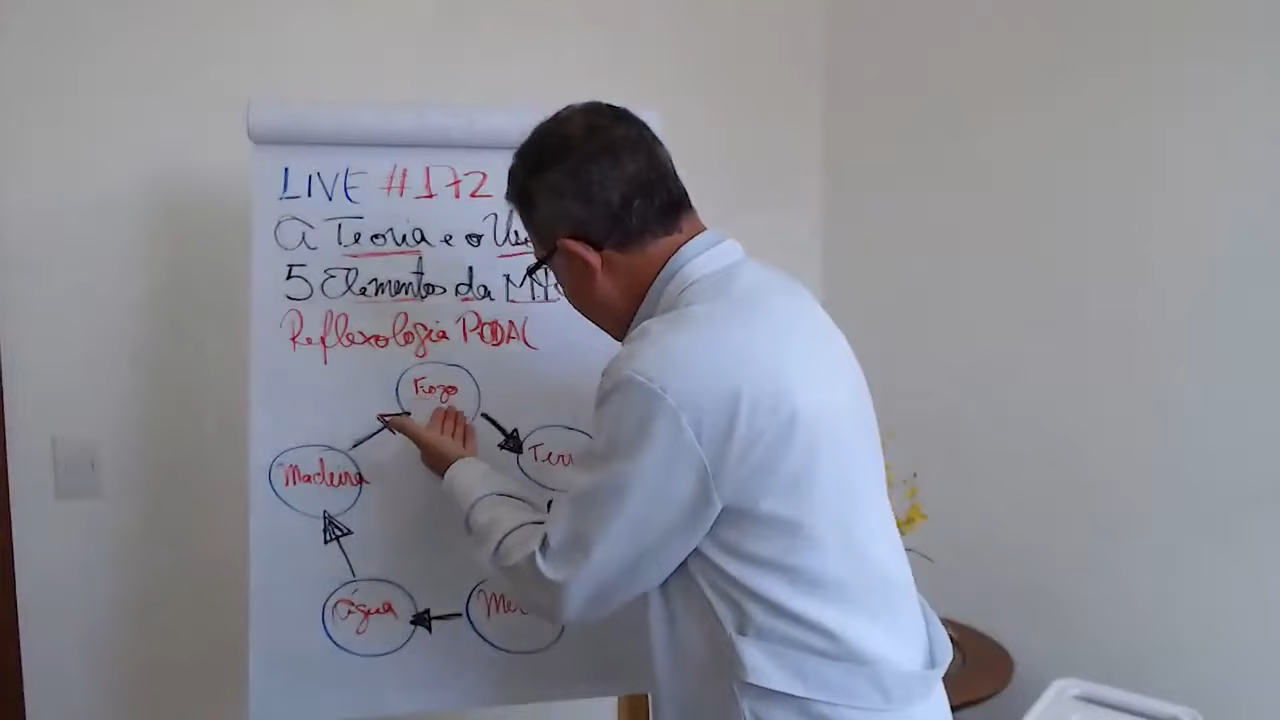 LIVE #172
A Teoria e o
5 Elementos da
Reflexologia PODAL
Fogo
Madeira
Água